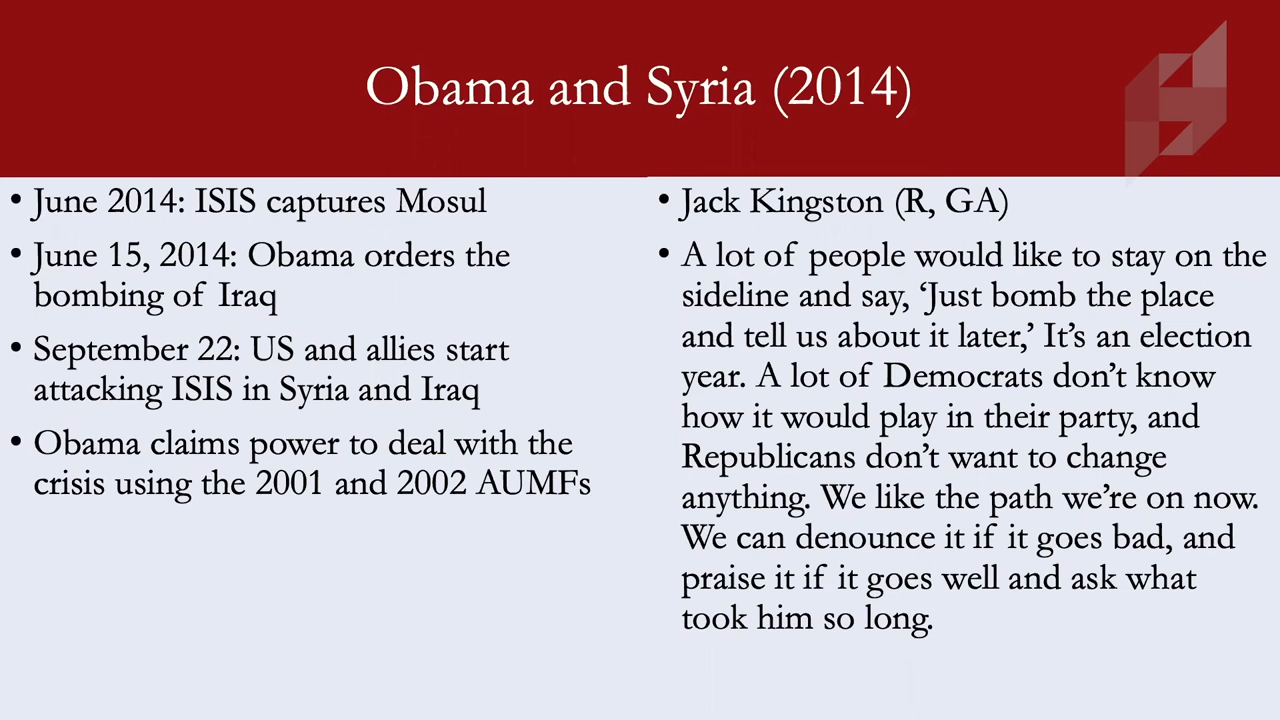 Obama and Syria (2014)
• June 2014: ISIS captures Mosul
• June 15, 2014: Obama orders the
bombing of Iraq
• September 22: US and allies start
attacking ISIS in Syria and Iraq
• Obama claims power to deal with the
crisis using the 2001 and 2002 AUMFs
• Jack Kingston (R, GA)
• A lot of people would like to stay on the
sideline and say, ‘Just bomb the place
and tell us about it later,’ It’s an election
year. A lot of Democrats don’t know
how it would play in their party, and
Republicans don’t want to change
anything. We like the path we’re on now.
We can denounce it if it goes bad, and
praise it if it goes well and ask what
took him so long.